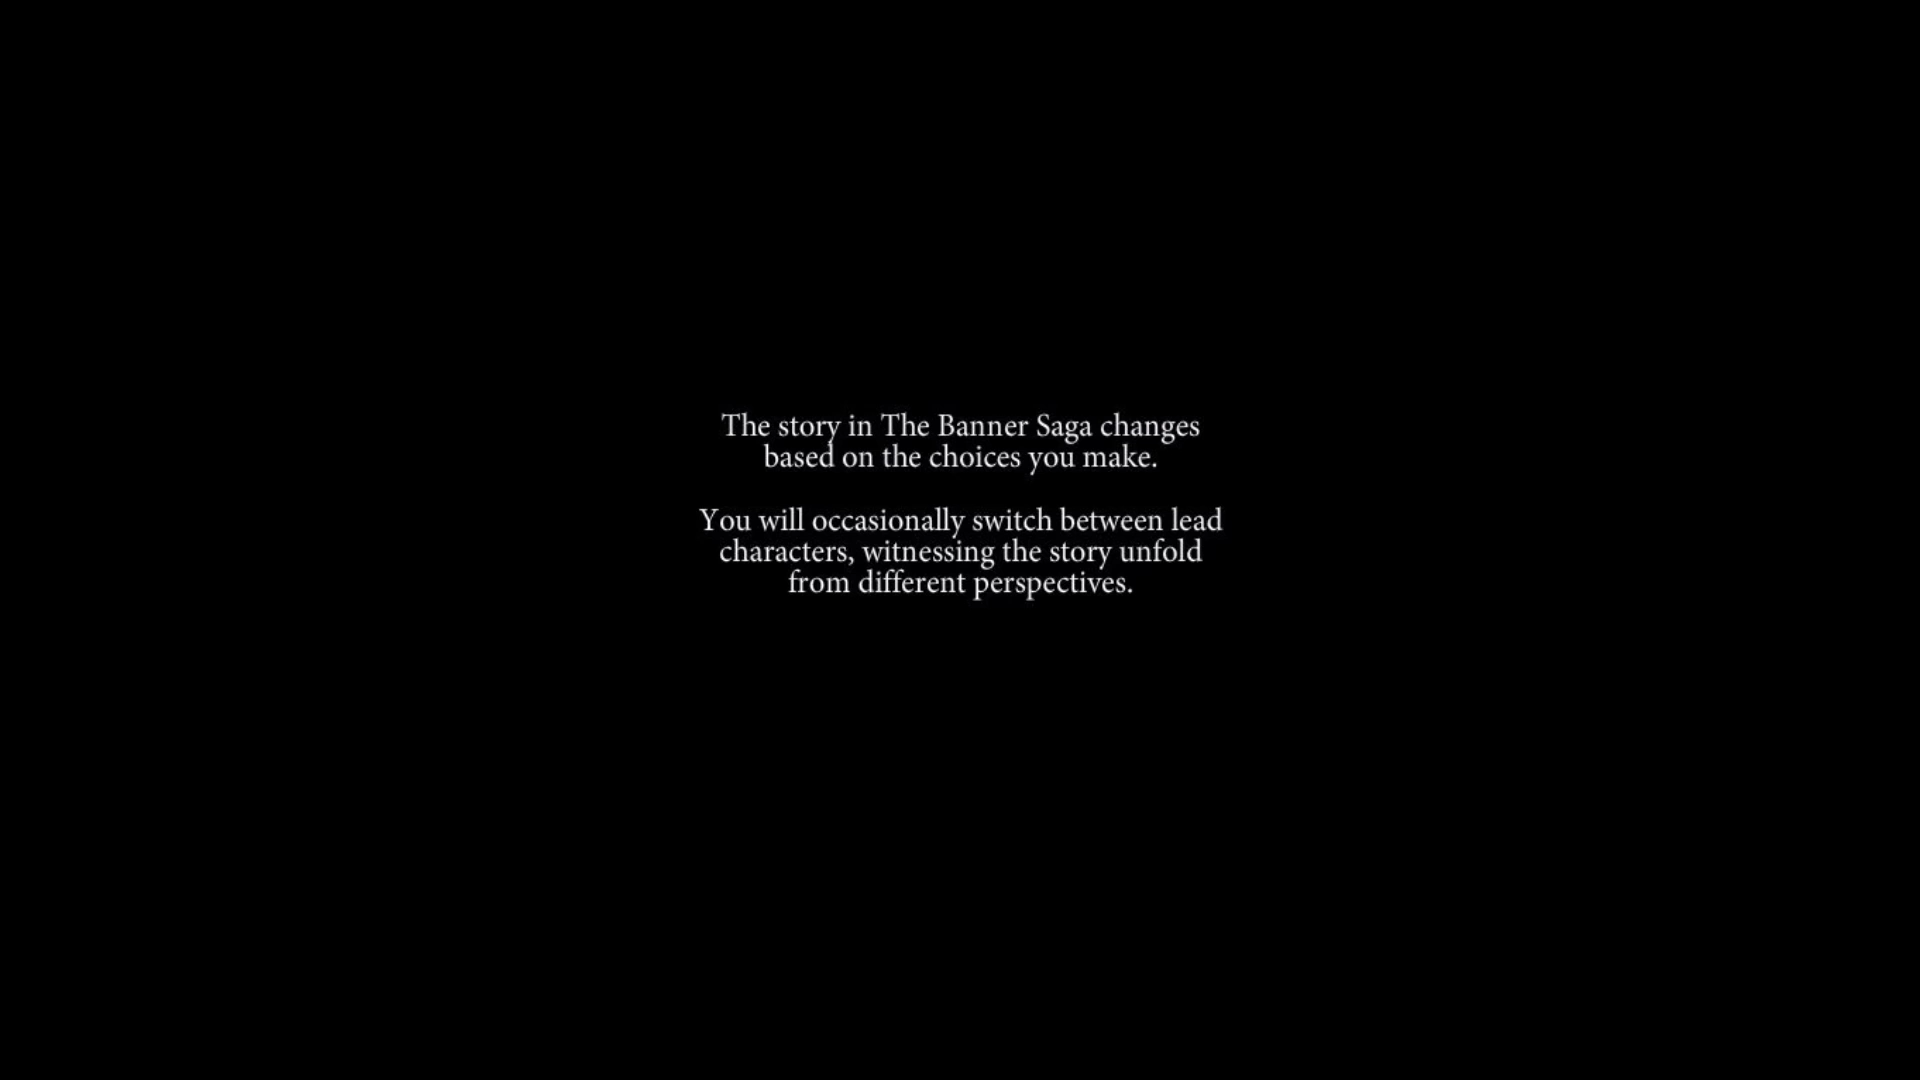 The story in The Banner Saga changes
based on the choices you make.
You will occasionally switch between lead
characters, witnessing the story unfold
from different perspectives.